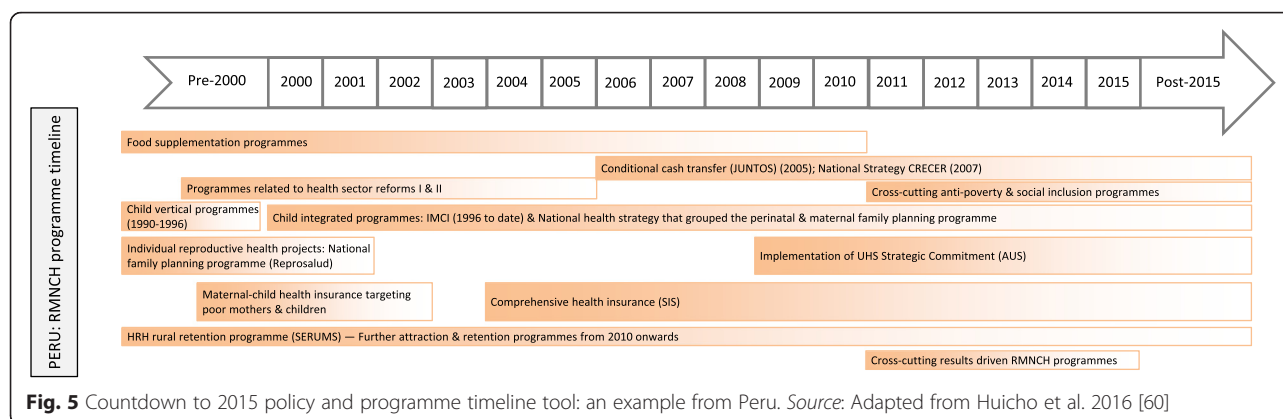 Pre-2000 2000 2001 2002 2003 2004 2005 2006 2007 2008 2009 2010 2011 2012 2013 2014 2015 Post-2015
PERU: RMNCH programme timeline
Food supplementation programmes
Conditional cash transfer (JUNTOS) (2005); National Strategy CRECER (2007)
Programmes related to health sector reforms I & II
Cross-cutting anti-poverty & social inclusion programmes
Child vertical programmes
(1990-1996)
Child integrated programmes: IMCI (1996 to date) & National health strategy that grouped the perinatal & maternal family planning programme
Individual reproductive health projects: National
family planning programme (Reprosalud)
Implementation of UHS Strategic Commitment (AUS)
Maternal-child health insurance targeting
poor mothers & children
Comprehensive health insurance (SIS)
HRH rural retention programme (SERUMS) — Further attraction & retention programmes from 2010 onwards
Cross-cutting results driven RMNCH programmes
Fig. 5 Countdown to 2015 policy and programme timeline tool: an example from Peru. Source: Adapted from Huicho et al. 2016 [60]